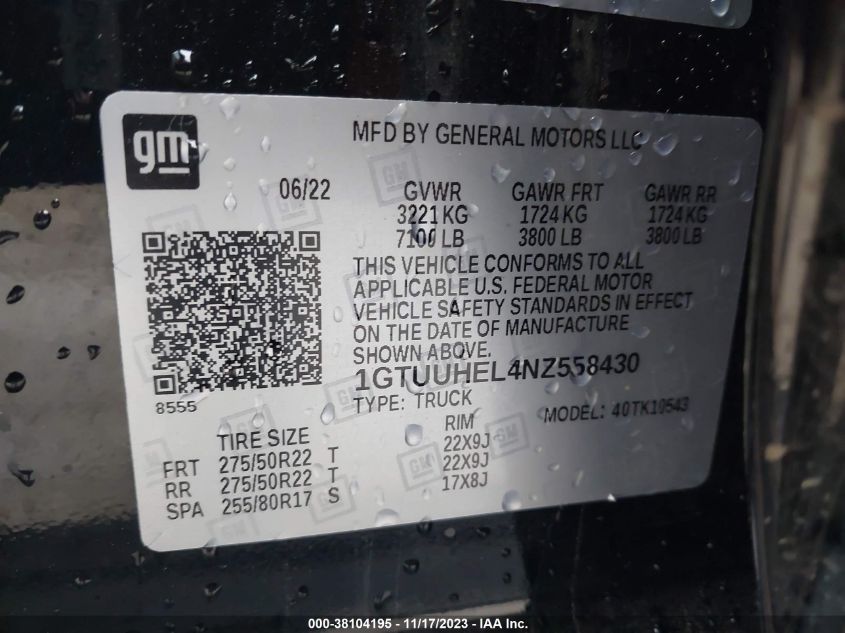 gm
MFD BY GENERAL MOTORS LLC
06/22 GVWR GAWR FRT GAWR RR
3221 KG 1724 KG 1724 KG
7100 LB 3800 LB 3800 LB
THIS VEHICLE CONFORMS TO ALL
APPLICABLE U.S. FEDERAL MOTOR
VEHICLE SAFETY STANDARDS IN EFFECT
ON THE DATE OF MANUFACTURE
SHOWN ABOVE.
1GTUUHEL4NZ558430
8555
TYPE: TRUCK MODEL: 40TK10543
TIRE SIZE RIM
FRT 275/50R22 T 22X9J
RR 275/50R22 T 22X9J
SPA 255/80R17 S 17X8J
000-38104195 - 11/17/2023 - IAA Inc.